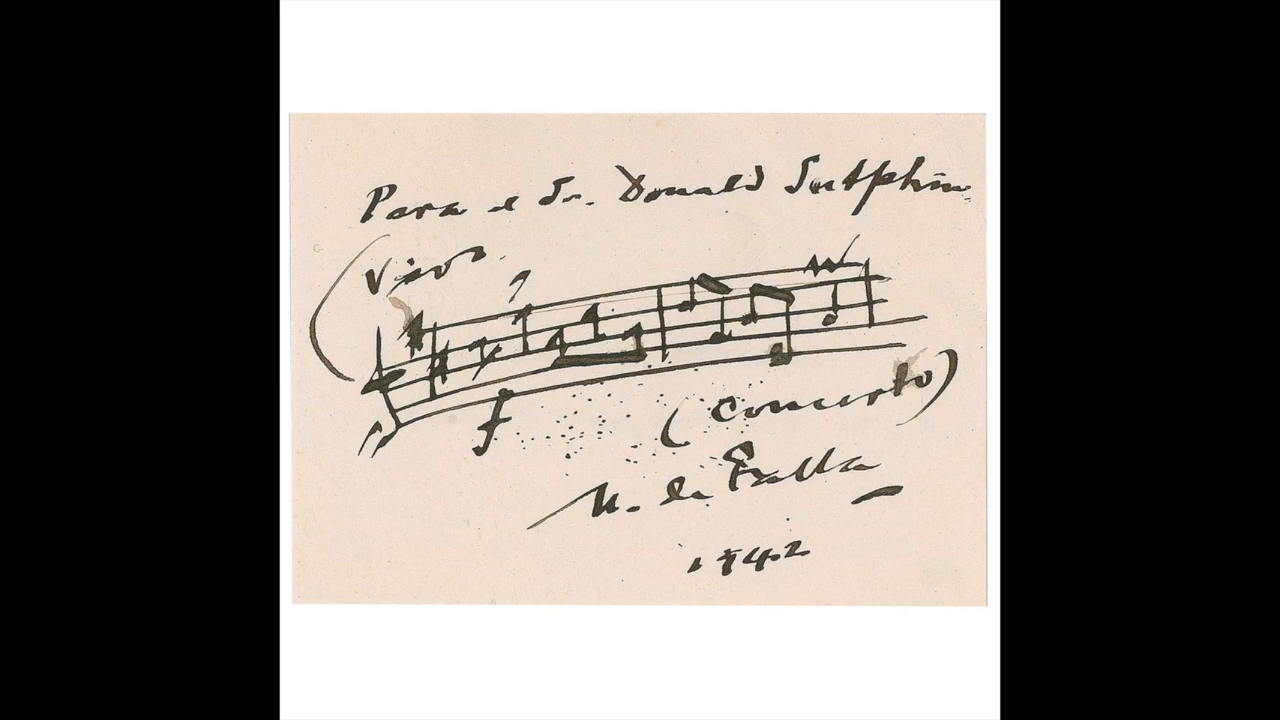 Para el Sr. Donald Sutphin
(Vivo
f
(Concerto)
M. de Falla
1942